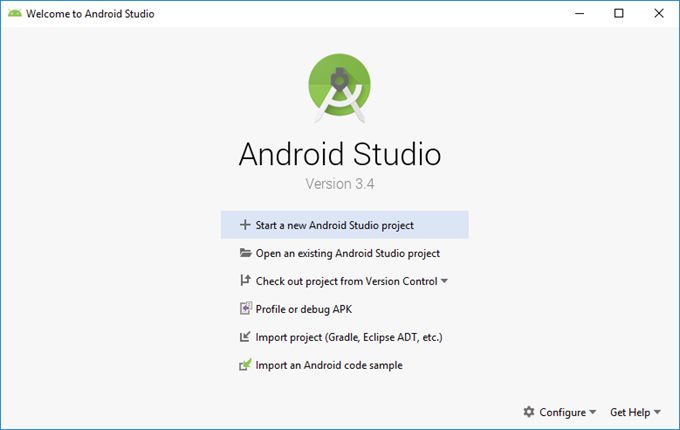 Welcome to Android Studio
Android Studio
Version 3.4
Start a new Android Studio project
Open an existing Android Studio project
Check out project from Version Control
Profile or debug APK
Import project (Gradle, Eclipse ADT, etc.)
Import an Android code sample
Configure Get Help